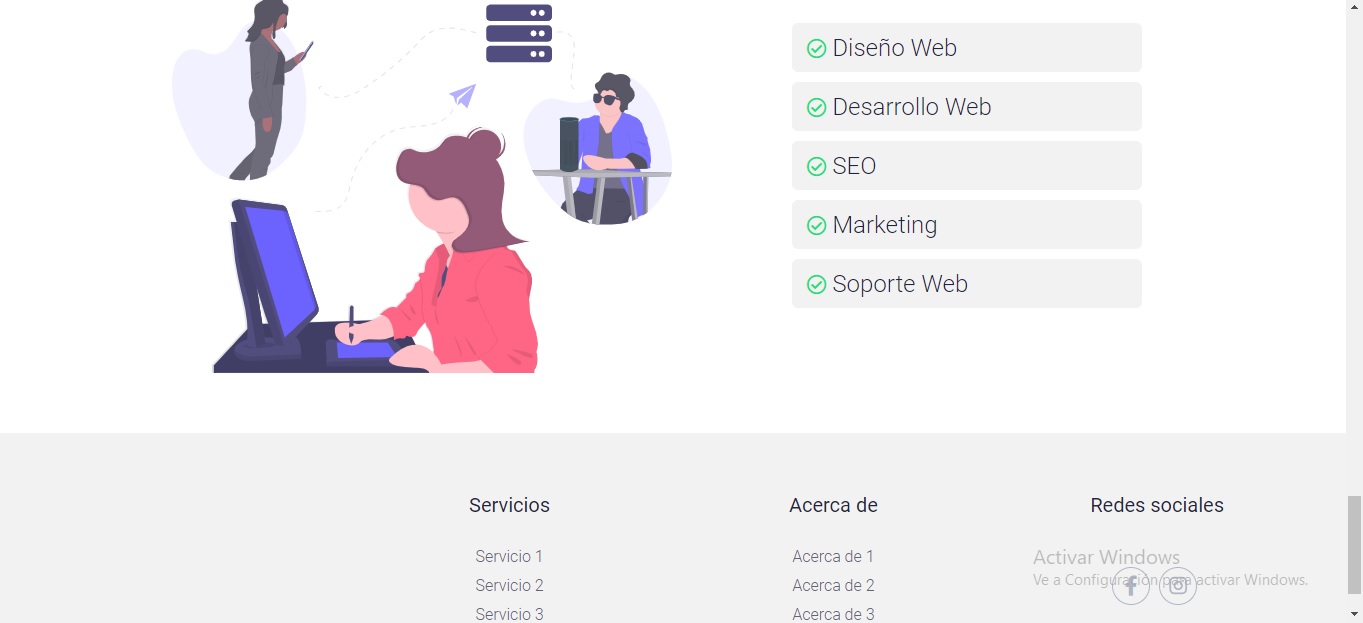 Diseño Web
Desarrollo Web
SEO
Marketing
Soporte Web
Servicios
Servicio 1
Servicio 2
Servicio 3
Acerca de
Acerca de 1
Acerca de 2
Acerca de 3
Redes sociales
Activar Windows
Ve a Configuración para activar Windows.